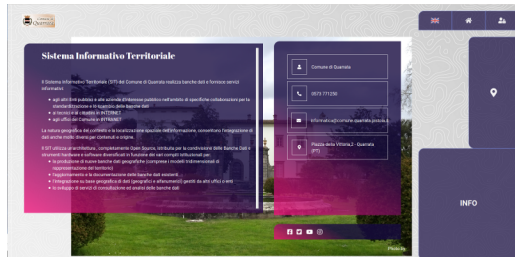 Comune di
Quarrata
Sistema Informativo Territoriale
Il Sistema Informativo Territoriale (SIT) del Comune di Quarrata realizza banche dati e fornisce servizi
informativi:
agli altri Enti pubblici e alle aziende d'interesse pubblico nell'ambito di specifiche collaborazioni per la
standardizzazione e lo scambio delle banche dati
ai tecnici e ai cittadini in INTERNET
agli uffici del Comune in INTRANET
La natura geografica del contesto e la localizzazione spaziale dell'informazione, consentono l'integrazione di
dati anche molto diversi per contenuti e origine.
Il SIT utilizza un'architettura, completamente Open Source, istituita per la condivisione delle Banche Dati e
strumenti hardware e software diversificati in funzione dei vari compiti istituzionali per:
la produzione di nuove banche dati geografiche (comprese i modelli tridimensionali di
rappresentazione del territorio)
l'aggiornamento e la documentazione delle banche dati esistenti
l'integrazione su base geografica di dati (geografici e alfanumerici) gestiti da altri uffici o enti
lo sviluppo di servizi di consultazione ed analisi delle banche dati
Comune di Quarrata
0573 771230
informatica@comune.quarrata.pistoia.it
Piazza della Vittoria,2 - Quarrata
(PT)
Photo by
INFO